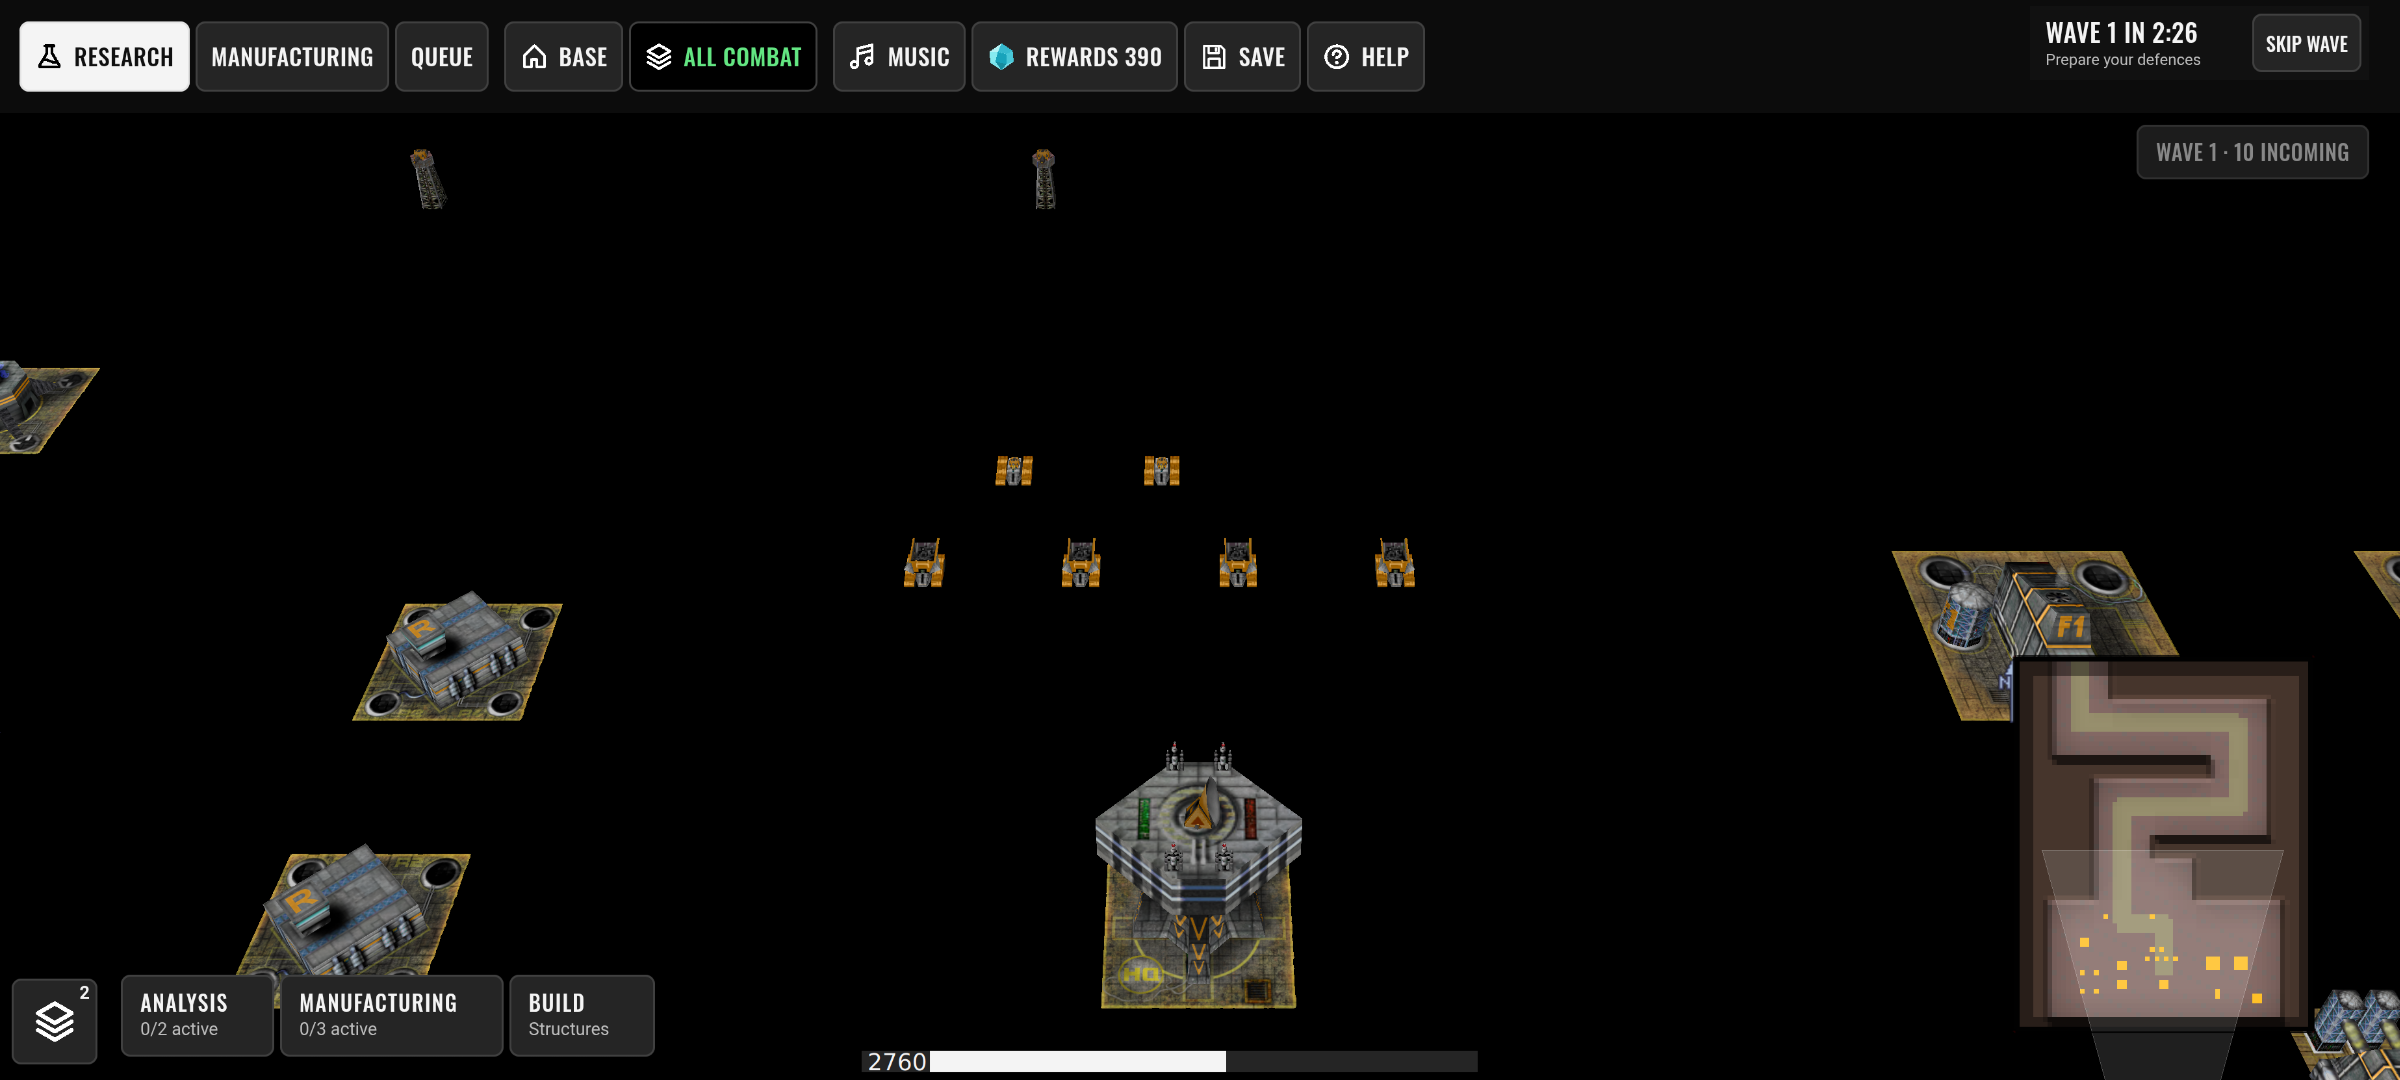 RESEARCH
MANUFACTURING
QUEUE
BASE
ALL COMBAT
MUSIC
REWARDS 390
SAVE
HELP
WAVE 1 IN 2:26
Prepare your defences
SKIP WAVE
WAVE 1 · 10 INCOMING
R
F1
N
R
HQ
2
ANALYSIS
0/2 active
MANUFACTURING
0/3 active
BUILD
Structures
2760